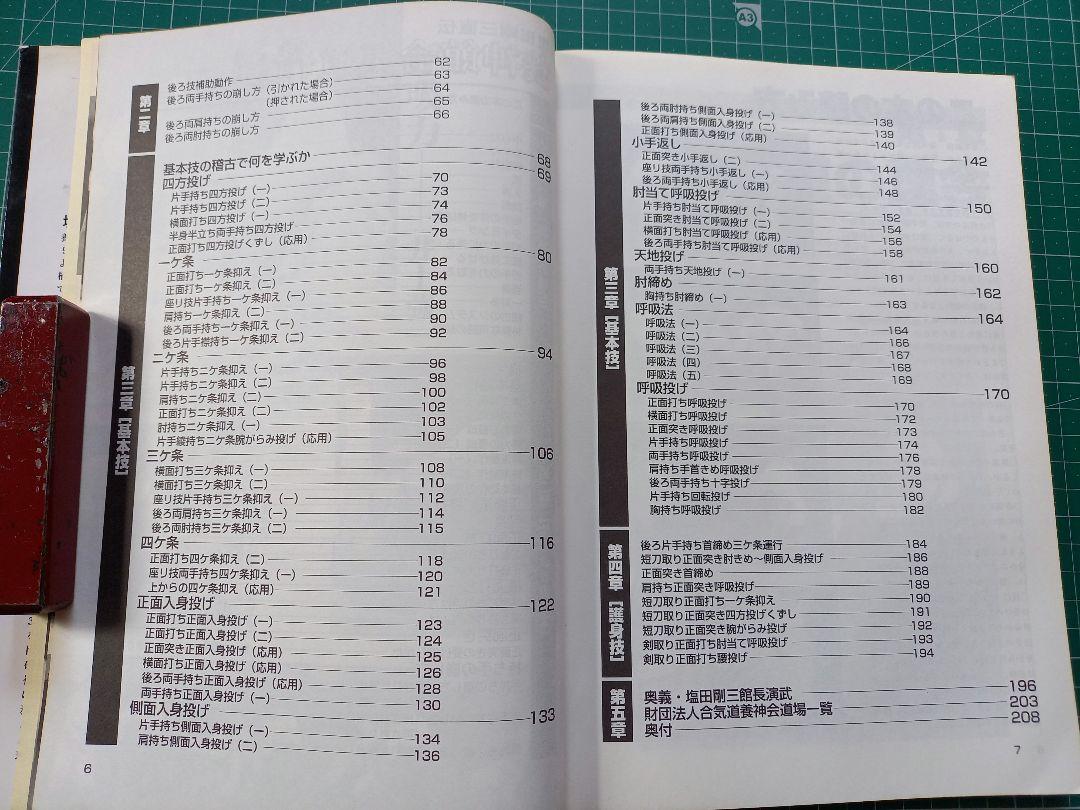 A3
第二章
後ろ技補助動作 62
後ろ両手持ちの崩し方（引かれた場合） 63
（押された場合） 64
後ろ両肩持ちの崩し方 65
後ろ両肘持ちの崩し方 66
第三章［基本技］
基本技の稽古で何を学ぶか 68
四方投げ 69
片手持ち四方投げ（一） 70
片手持ち四方投げ（二） 73
横面打ち四方投げ（一） 74
半身半立ち両手持ち四方投げ 76
正面打ち四方投げくずし（応用） 78
一ケ条 80
正面打ち一ケ条抑え（一） 82
正面打ち一ケ条抑え（二） 84
座り技片手持ち一ケ条抑え（一） 86
肩持ち一ケ条抑え（二） 88
後ろ両手持ち一ケ条抑え（一） 90
後ろ片手襟持ち一ケ条抑え（二） 92
二ケ条 94
片手持ち二ケ条抑え（一） 96
片手持ち二ケ条抑え（二） 98
肩持ち二ケ条抑え（二） 100
正面打ち二ケ条抑え（二） 102
肘持ち二ケ条抑え（一） 103
片手綾持ち二ケ条腕がらみ投げ（応用） 105
三ケ条 106
横面打ち三ケ条抑え（一） 108
横面打ち三ケ条抑え（二） 110
座り技片手持ち三ケ条抑え（一） 112
後ろ両肩持ち三ケ条抑え（一） 114
後ろ両肘持ち三ケ条抑え（二） 115
四ケ条 116
正面打ち四ケ条抑え（二） 118
座り技両手持ち四ケ条抑え（一） 120
上からの四ケ条抑え（応用） 121
正面入身投げ 122
正面打ち正面入身投げ（一） 123
正面打ち正面入身投げ（二） 124
正面突き正面入身投げ（応用） 125
横面打ち正面入身投げ（応用） 126
後ろ両手持ち正面入身投げ（応用） 128
両手持ち正面入身投げ（一） 130
側面入身投げ 133
片手持ち側面入身投げ（一） 134
肩持ち側面入身投げ（二） 136
6
第三章［基本技］
後ろ両肘持ち側面入身投げ（一） 138
後ろ両肩持ち側面入身投げ（二） 139
正面打ち側面入身投げ（応用） 140
小手返し 142
正面突き小手返し（二） 144
座り技両手持ち小手返し（一） 146
後ろ両手持ち小手返し（応用） 148
肘当て呼吸投げ 150
片手持ち肘当て呼吸投げ（一） 152
正面突き肘当て呼吸投げ（二） 154
横面打ち肘当て呼吸投げ（応用） 156
後ろ両手持ち肘当て呼吸投げ（応用） 158
天地投げ 160
両手持ち天地投げ（一） 161
肘締め 162
胸持ち肘締め（一） 163
呼吸法 164
呼吸法（一） 164
呼吸法（二） 166
呼吸法（三） 167
呼吸法（四） 168
呼吸法（五） 169
呼吸投げ 170
正面打ち呼吸投げ 170
横面打ち呼吸投げ 172
正面突き呼吸投げ 173
片手持ち呼吸投げ 174
両手持ち呼吸投げ 176
肩持ち手首きめ呼吸投げ 178
後ろ両手持ち十字投げ 179
片手持ち回転投げ 180
胸持ち呼吸投げ 182
第四章［護身技］
後ろ片手持ち首締め三ケ条運行 184
短刀取り正面突き肘きめ〜側面入身投げ 186
正面突き首締め 188
肩持ち正面突き呼吸投げ 189
短刀取り正面打ち一ケ条抑え 190
短刀取り正面突き四方投げくずし 191
短刀取り正面突き腕がらみ投げ 192
剣取り正面打ち肘当て呼吸投げ 193
剣取り正面打ち腰投げ 194
第五章
奥義・塩田剛三館長演武 196
財団法人合気道養神会道場一覧 203
奥付 208
7